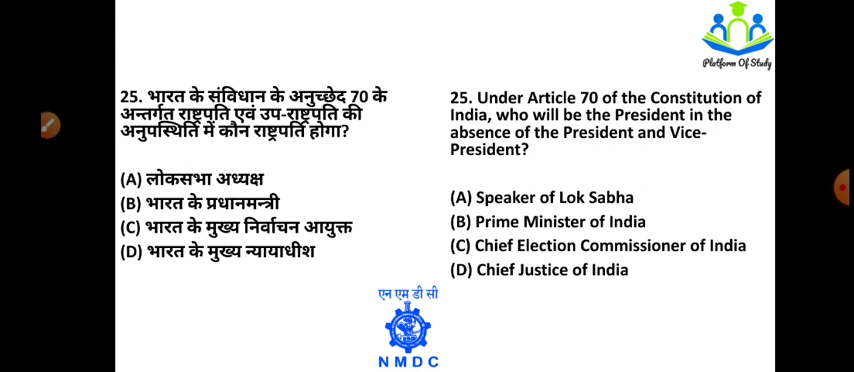 Platform Of Study
25. भारत के संविधान के अनुच्छेद 70 के
अन्तर्गत राष्ट्रपति एवं उप-राष्ट्रपति की
अनुपस्थिति में कौन राष्ट्रपति होगा?
(A) लोकसभा अध्यक्ष
(B) भारत के प्रधानमन्त्री
(C) भारत के मुख्य निर्वाचन आयुक्त
(D) भारत के मुख्य न्यायाधीश
25. Under Article 70 of the Constitution of
India, who will be the President in the
absence of the President and Vice-
President?
(A) Speaker of Lok Sabha
(B) Prime Minister of India
(C) Chief Election Commissioner of India
(D) Chief Justice of India
एन एम डी सी
NMDC